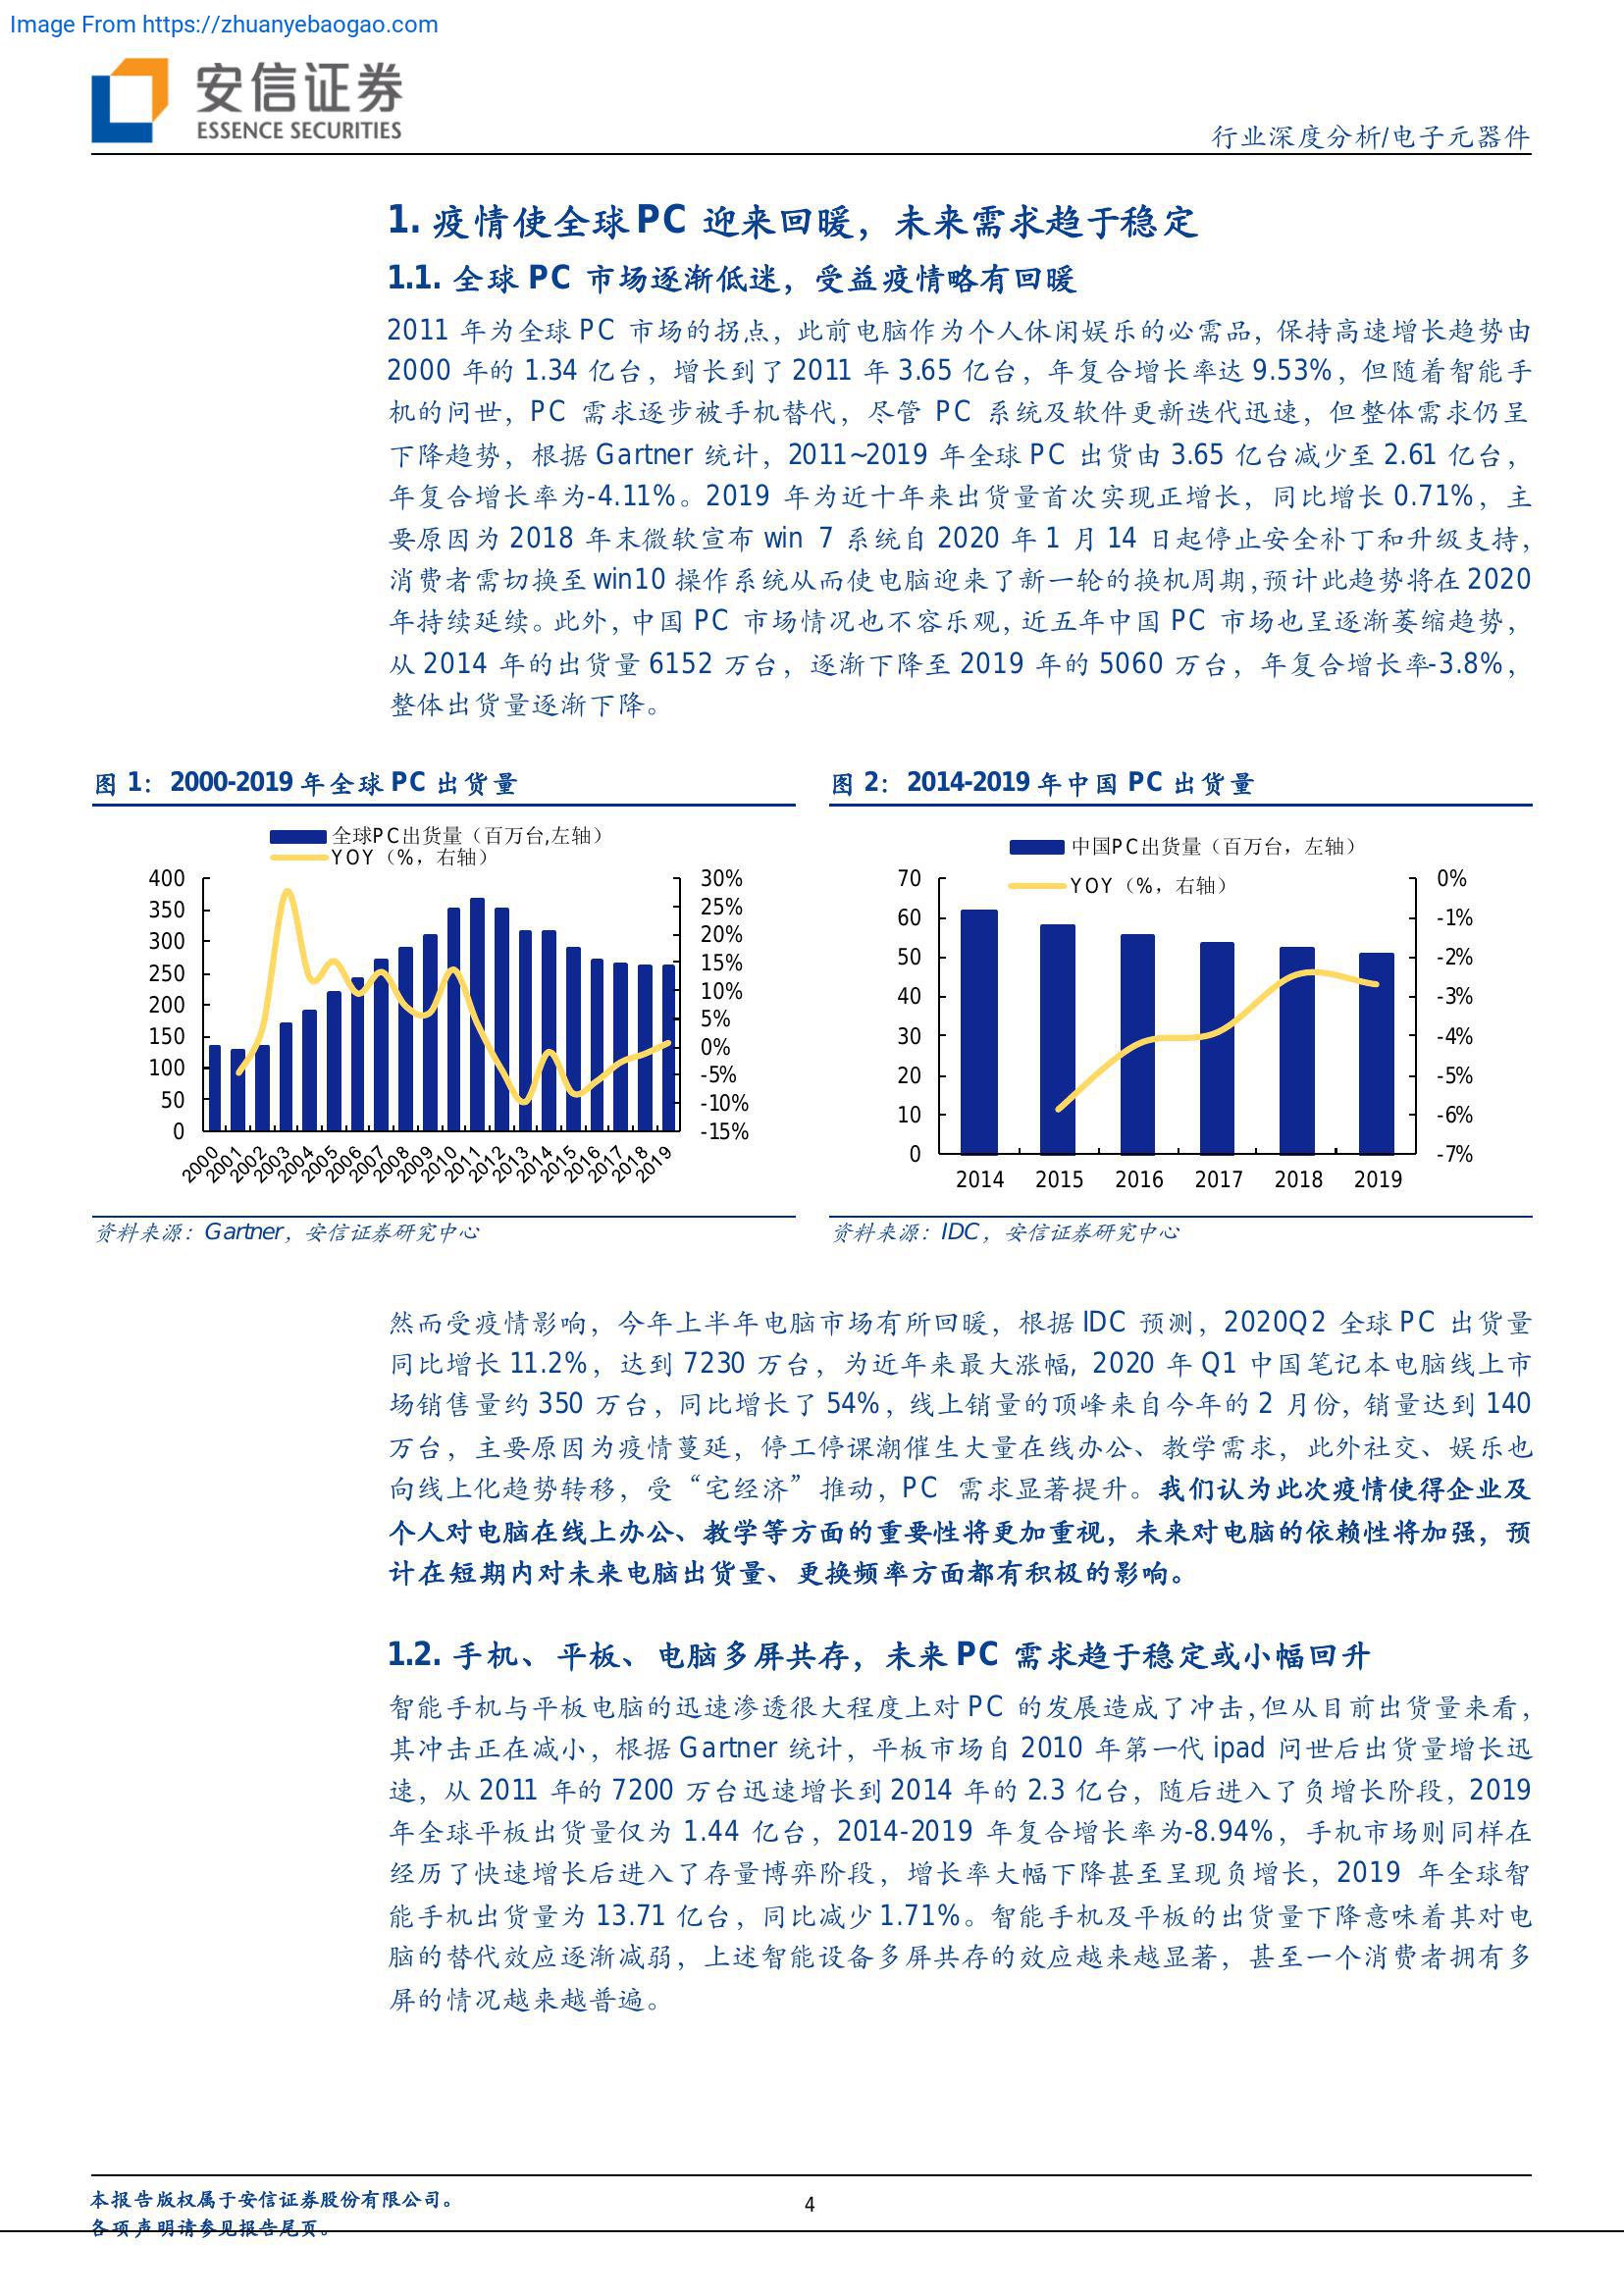 Image From https://zhuanyebaogao.com
安信证券
ESSENCE SECURITIES
行业深度分析/电子元器件
1. 疫情使全球 PC 迎来回暖，未来需求趋于稳定
1.1. 全球 PC 市场逐渐低迷，受益疫情略有回暖
2011 年为全球 PC 市场的拐点，此前电脑作为个人休闲娱乐的必需品，保持高速增长趋势由
2000 年的 1.34 亿台，增长到了 2011 年 3.65 亿台，年复合增长率达 9.53%，但随着智能手
机的问世，PC 需求逐步被手机替代，尽管 PC 系统及软件更新迭代迅速，但整体需求仍呈
下降趋势，根据 Gartner 统计，2011~2019 年全球 PC 出货由 3.65 亿台减少至 2.61 亿台，
年复合增长率为-4.11%。2019 年为近十年来出货量首次实现正增长，同比增长 0.71%，主
要原因为 2018 年末微软宣布 win 7 系统自 2020 年 1 月 14 日起停止安全补丁和升级支持，
消费者需切换至 win10 操作系统从而使电脑迎来了新一轮的换机周期，预计此趋势将在 2020
年持续延续。此外，中国 PC 市场情况也不容乐观，近五年中国 PC 市场也呈逐渐萎缩趋势，
从 2014 年的出货量 6152 万台，逐渐下降至 2019 年的 5060 万台，年复合增长率-3.8%，
整体出货量逐渐下降。
图 1：2000-2019 年全球 PC 出货量
全球PC出货量（百万台,左轴）
YOY（%，右轴）
400
350
300
250
200
150
100
50
0
30%
25%
20%
15%
10%
5%
0%
-5%
-10%
-15%
2000
2001
2002
2003
2004
2005
2006
2007
2008
2009
2010
2011
2012
2013
2014
2015
2016
2017
2018
2019
资料来源：Gartner，安信证券研究中心
图 2：2014-2019 年中国 PC 出货量
中国PC出货量（百万台，左轴）
YOY（%，右轴）
70
60
50
40
30
20
10
0
0%
-1%
-2%
-3%
-4%
-5%
-6%
-7%
2014 2015 2016 2017 2018 2019
资料来源：IDC，安信证券研究中心
然而受疫情影响，今年上半年电脑市场有所回暖，根据 IDC 预测，2020Q2 全球 PC 出货量
同比增长 11.2%，达到 7230 万台，为近年来最大涨幅, 2020 年 Q1 中国笔记本电脑线上市
场销售量约 350 万台，同比增长了 54%，线上销量的顶峰来自今年的 2 月份, 销量达到 140
万台，主要原因为疫情蔓延，停工停课潮催生大量在线办公、教学需求，此外社交、娱乐也
向线上化趋势转移，受“宅经济”推动，PC 需求显著提升。我们认为此次疫情使得企业及
个人对电脑在线上办公、教学等方面的重要性将更加重视，未来对电脑的依赖性将加强，预
计在短期内对未来电脑出货量、更换频率方面都有积极的影响。
1.2. 手机、平板、电脑多屏共存，未来 PC 需求趋于稳定或小幅回升
智能手机与平板电脑的迅速渗透很大程度上对 PC 的发展造成了冲击，但从目前出货量来看，
其冲击正在减小，根据 Gartner 统计，平板市场自 2010 年第一代 ipad 问世后出货量增长迅
速，从 2011 年的 7200 万台迅速增长到 2014 年的 2.3 亿台，随后进入了负增长阶段，2019
年全球平板出货量仅为 1.44 亿台，2014-2019 年复合增长率为-8.94%，手机市场则同样在
经历了快速增长后进入了存量博弈阶段，增长率大幅下降甚至呈现负增长，2019 年全球智
能手机出货量为 13.71 亿台，同比减少 1.71%。智能手机及平板的出货量下降意味着其对电
脑的替代效应逐渐减弱，上述智能设备多屏共存的效应越来越显著，甚至一个消费者拥有多
屏的情况越来越普遍。
本报告版权属于安信证券股份有限公司。
4
各项声明请参见报告尾页。